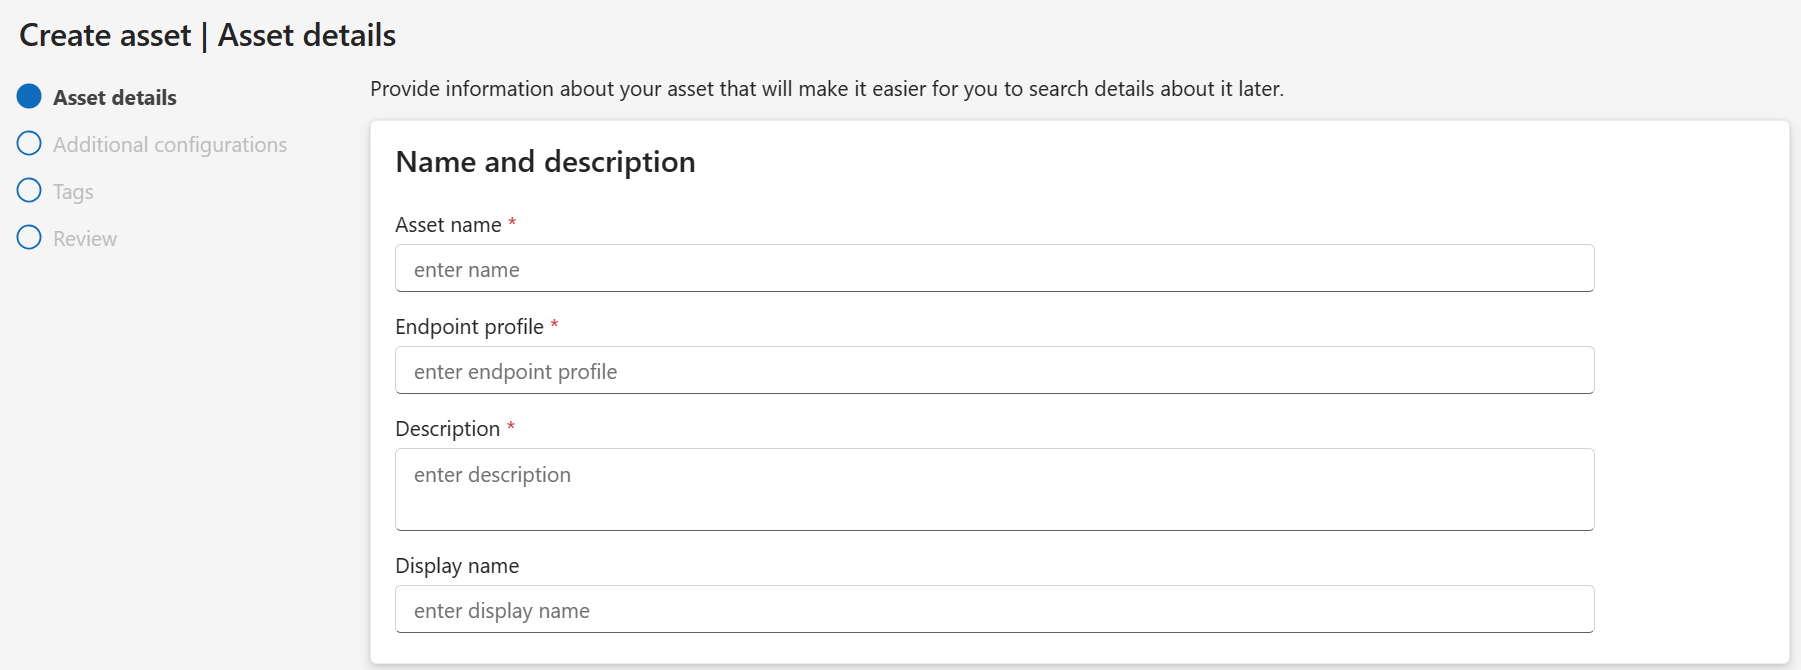 Create asset | Asset details
Asset details
Additional configurations
Tags
Review
Provide information about your asset that will make it easier for you to search details about it later.
Name and description
Asset name *
enter name
Endpoint profile *
enter endpoint profile
Description *
enter description
Display name
enter display name